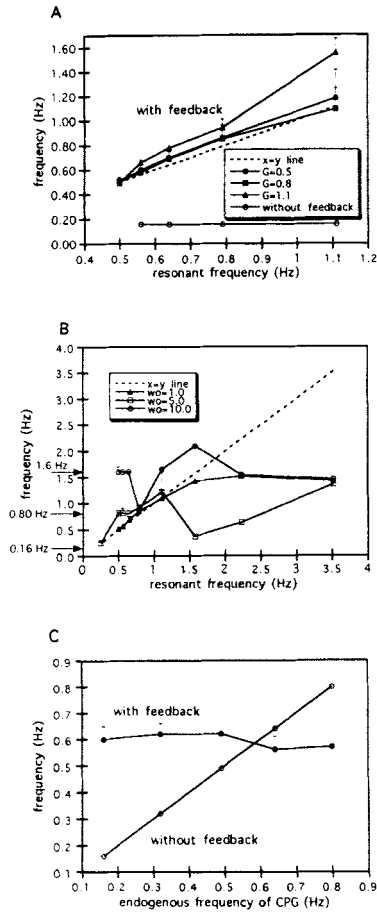 A
1.60
1.40
1.20
1.00
0.80
0.60
0.40
0.20
0.00
frequency (Hz)
with feedback
x=y line
G=0.5
G=0.8
G=1.1
without feedback
0.4 0.5 0.6 0.7 0.8 0.9 1 1.1 1.2
resonant frequency (Hz)
B
4.0
3.5
3.0
2.5
2.0
1.5
1.0
0.5
0.0
frequency (Hz)
1.6 Hz
0.80 Hz
0.16 Hz
x=y line
wo=1.0
wo=5.0
wo=10.0
0 0.5 1 1.5 2 2.5 3 3.5 4
resonant frequency (Hz)
C
0.9
0.8
0.7
0.6
0.5
0.4
0.3
0.2
0.1
frequency (Hz)
with feedback
without feedback
0.1 0.2 0.3 0.4 0.5 0.6 0.7 0.8 0.9
endogenous frequency of CPG (Hz)